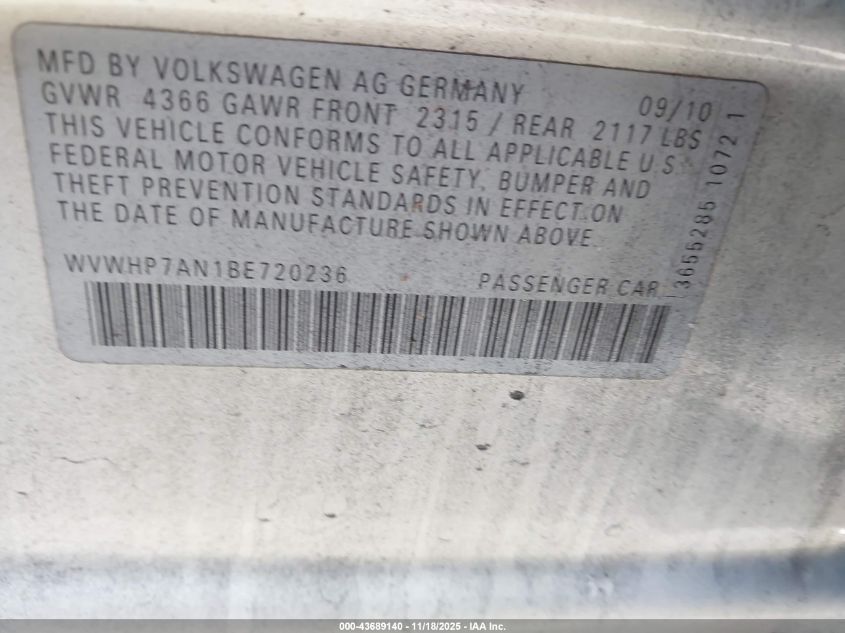 MFD BY VOLKSWAGEN AG GERMANY 09/10
GVWR 4366 GAWR FRONT 2315 / REAR 2117 LBS
THIS VEHICLE CONFORMS TO ALL APPLICABLE U S
FEDERAL MOTOR VEHICLE SAFETY, BUMPER AND
THEFT PREVENTION STANDARDS IN EFFECT ON
THE DATE OF MANUFACTURE SHOWN ABOVE.
WVWHP7AN1BE720236 PASSENGER CAR
3655285 1072 1
000-43689140 - 11/18/2025 - IAA Inc.